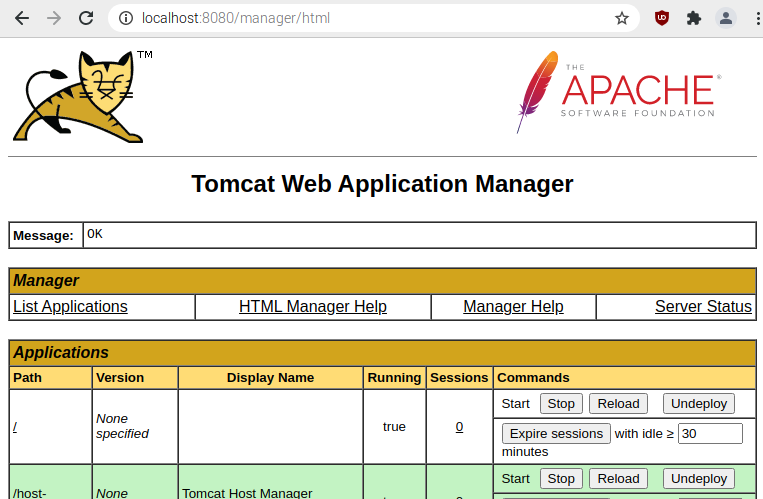 localhost:8080/manager/html
TM
THE
APACHE®
SOFTWARE FOUNDATION
Tomcat Web Application Manager
Message: OK
Manager
List Applications HTML Manager Help Manager Help Server Status
Applications
Path Version Display Name Running Sessions Commands
/ None specified true 0 Start Stop Reload Undeploy
Expire sessions with idle ≥ 30 minutes
/host- None Tomcat Host Manager Start Stop Reload Undeploy